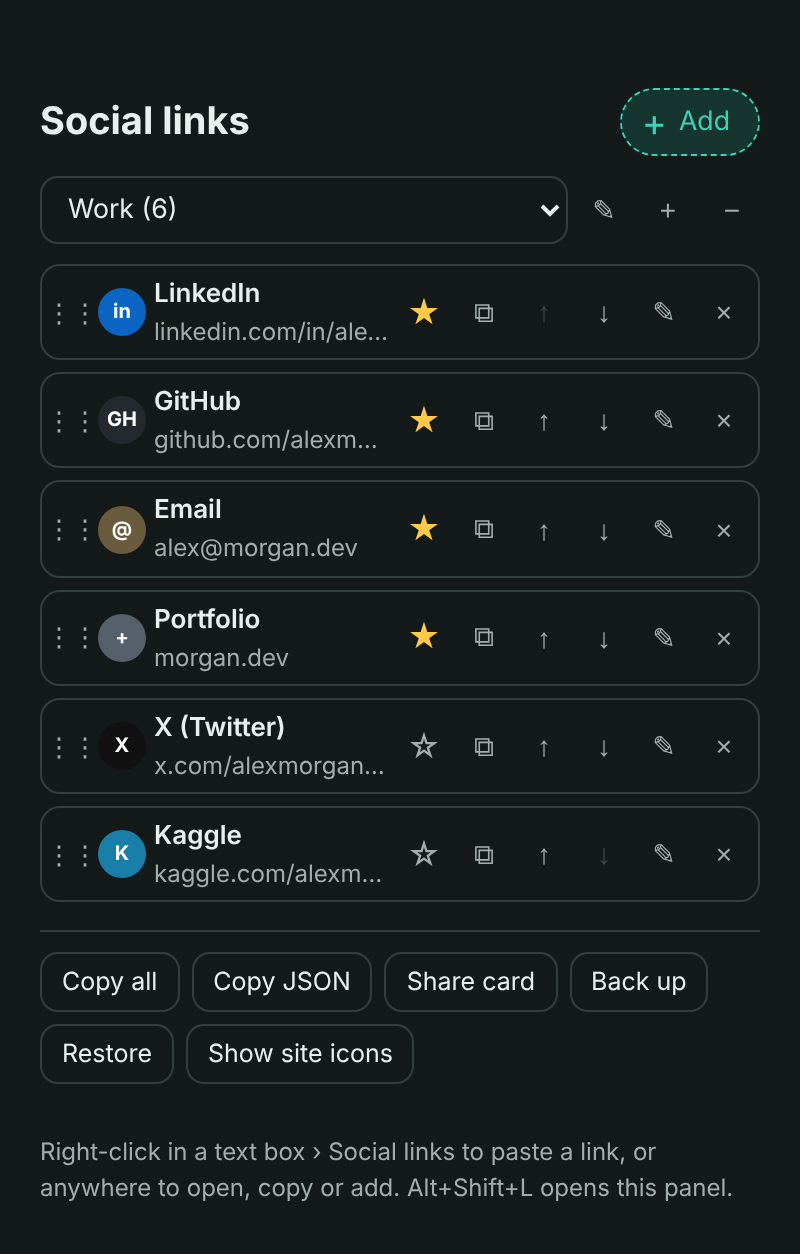 Social links
+ Add
Work (6)
✎ + −
in LinkedIn
linkedin.com/in/ale...
★ ⧉ ↑ ↓ ✎ ×
GH GitHub
github.com/alexm...
★ ⧉ ↑ ↓ ✎ ×
@ Email
alex@morgan.dev
★ ⧉ ↑ ↓ ✎ ×
+ Portfolio
morgan.dev
★ ⧉ ↑ ↓ ✎ ×
X X (Twitter)
x.com/alexmorgan...
☆ ⧉ ↑ ↓ ✎ ×
K Kaggle
kaggle.com/alexm...
☆ ⧉ ↑ ↓ ✎ ×
Copy all Copy JSON Share card Back up
Restore Show site icons
Right-click in a text box › Social links to paste a link, or
anywhere to open, copy or add. Alt+Shift+L opens this panel.